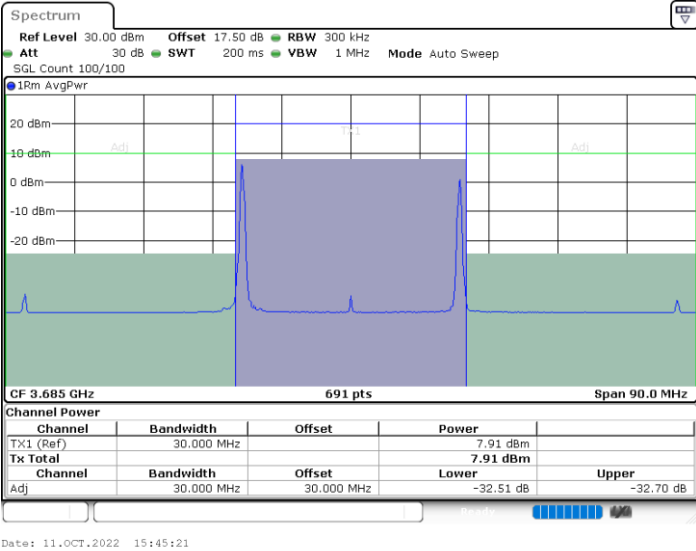 Spectrum
Ref Level 30.00 dBm Offset 17.50 dB RBW 300 kHz
Att 30 dB SWT 200 ms VBW 1 MHz Mode Auto Sweep
SGL Count 100/100
1Rm AvgPwr
20 dBm
TX1
Adj
Adj
10 dBm
0 dBm
-10 dBm
-20 dBm
CF 3.685 GHz 691 pts Span 90.0 MHz
Channel Power
Channel Bandwidth Offset Power
TX1 (Ref) 30.000 MHz 7.91 dBm
Tx Total 7.91 dBm
Channel Bandwidth Offset Lower Upper
Adj 30.000 MHz 30.000 MHz -32.51 dB -32.70 dB
Ready
Date: 11.OCT.2022 15:45:21